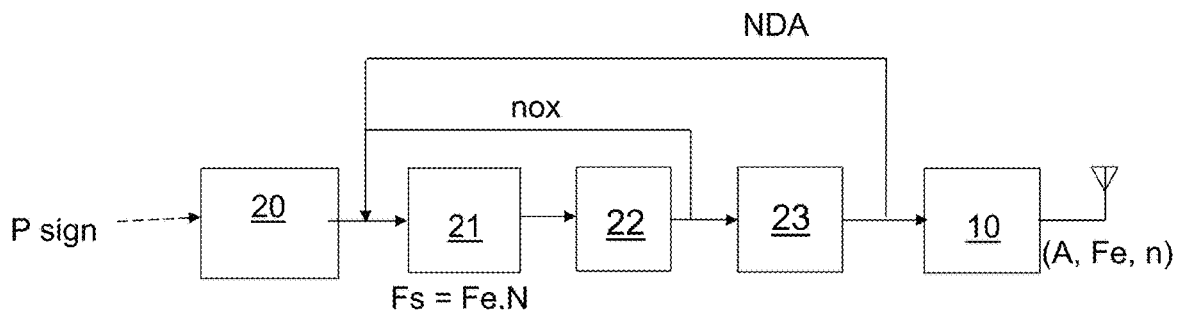 NDA
nox
P sign
20
21
22
23
10
(A, Fe, n)
Fs = Fe.N